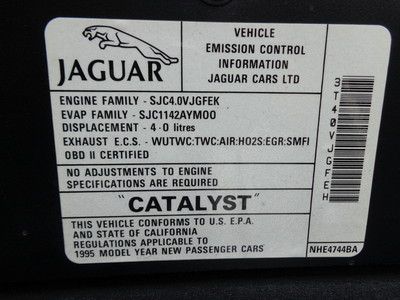 JAGUAR
VEHICLE
EMISSION CONTROL
INFORMATION
JAGUAR CARS LTD
ENGINE FAMILY - SJC4.0VJGFEK
EVAP FAMILY - SJC1142AYMOO
DISPLACEMENT - 4·0 litres
EXHAUST E.C.S. - WUTWC:TWC:AIR:HO2S:EGR:SMFI
OBD II CERTIFIED
NO ADJUSTMENTS TO ENGINE
SPECIFICATIONS ARE REQUIRED
"CATALYST"
THIS VEHICLE CONFORMS TO U.S. E.P.A.
AND STATE OF CALIFORNIA
REGULATIONS APPLICABLE TO
1995 MODEL YEAR NEW PASSENGER CARS
NHE4744BA
3T40VJGFEH